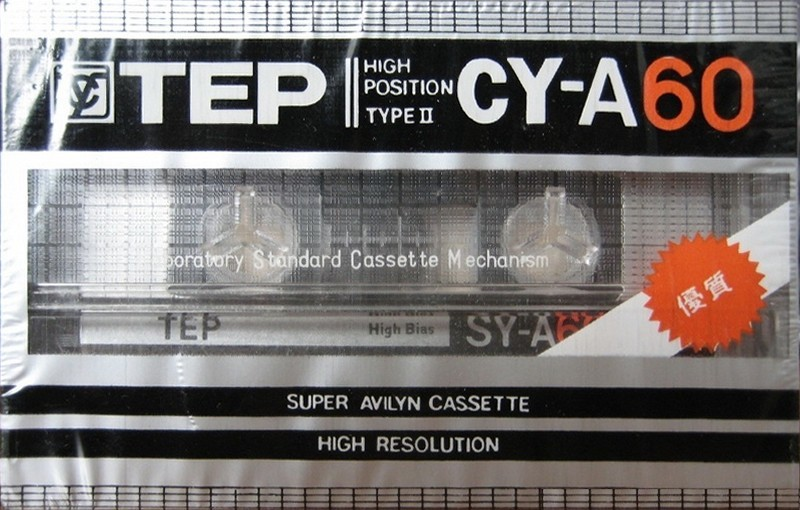 TEP
HIGH
POSITION
TYPE II
CY-A60
Standard Cassette Mechanism
優質
TEP
High Bias
SY-A60
SUPER AVILYN CASSETTE
HIGH RESOLUTION